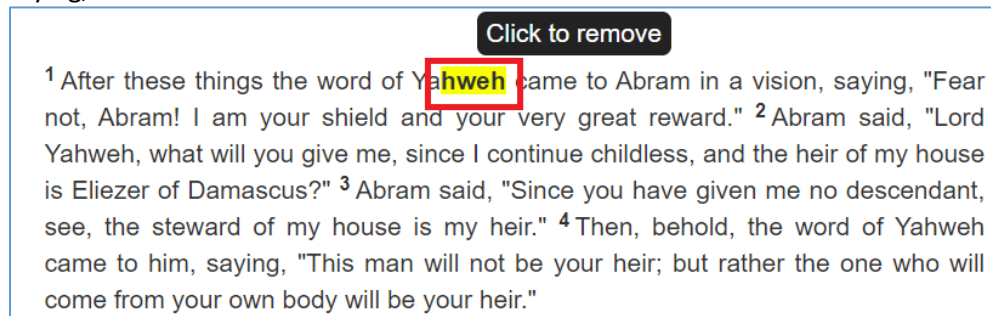 Click to remove
1 After these things the word of Yahweh came to Abram in a vision, saying, "Fear
not, Abram! I am your shield and your very great reward." 2 Abram said, "Lord
Yahweh, what will you give me, since I continue childless, and the heir of my house
is Eliezer of Damascus?" 3 Abram said, "Since you have given me no descendant,
see, the steward of my house is my heir." 4 Then, behold, the word of Yahweh
came to him, saying, "This man will not be your heir; but rather the one who will
come from your own body will be your heir."